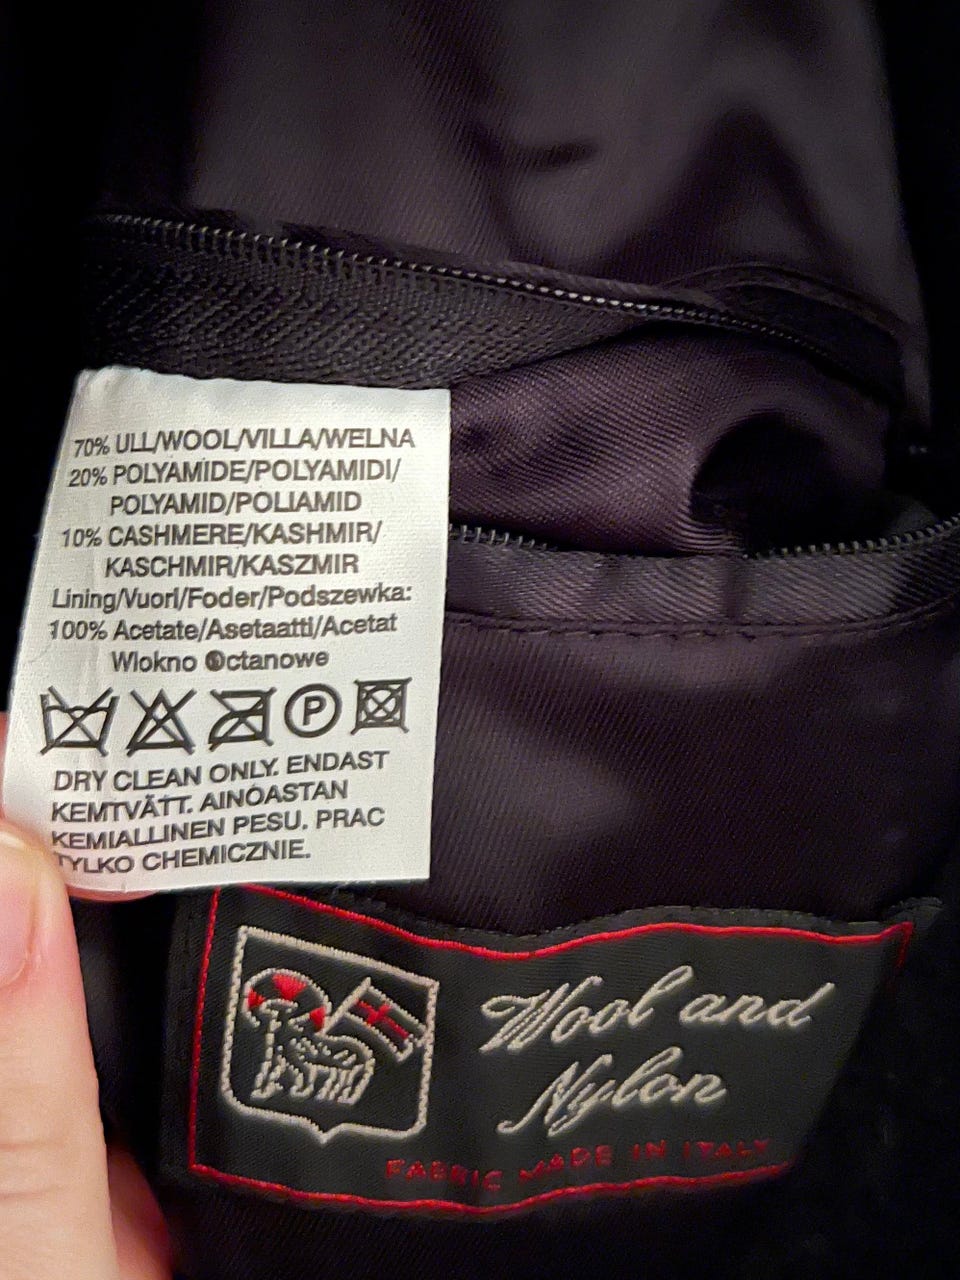 70% ULL/WOOL/VILLA/WELNA
20% POLYAMIDE/POLYAMIDI/
POLYAMID/POLIAMID
10% CASHMERE/KASHMIR/
KASCHMIR/KASZMIR
Lining/Vuori/Foder/Podszewka:
100% Acetate/Asetaatti/Acetat
Wlokno Octanowe
P
DRY CLEAN ONLY. ENDAST
KEMTVÄTT. AINOASTAN
KEMIALLINEN PESU. PRAC
TYLKO CHEMICZNIE.
Wool and
Nylon
FABRIC MADE IN ITALY